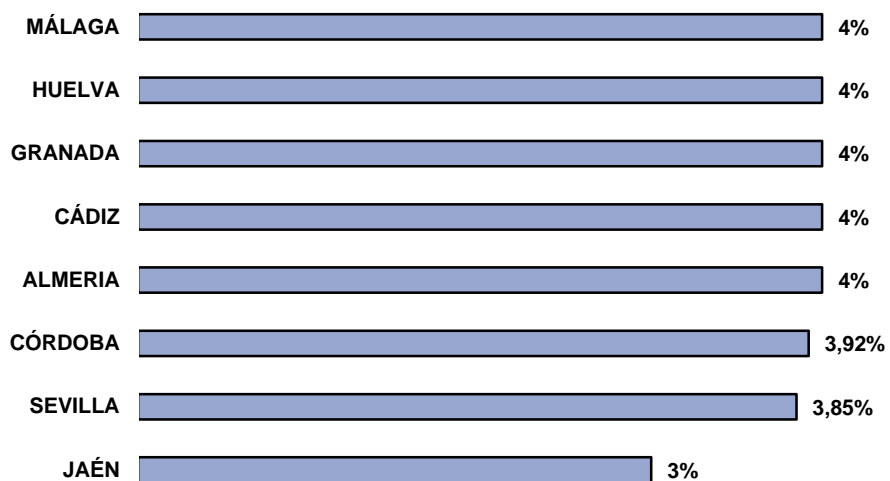 MÁLAGA 4%
HUELVA 4%
GRANADA 4%
CÁDIZ 4%
ALMERIA 4%
CÓRDOBA 3,92%
SEVILLA 3,85%
JAÉN 3%